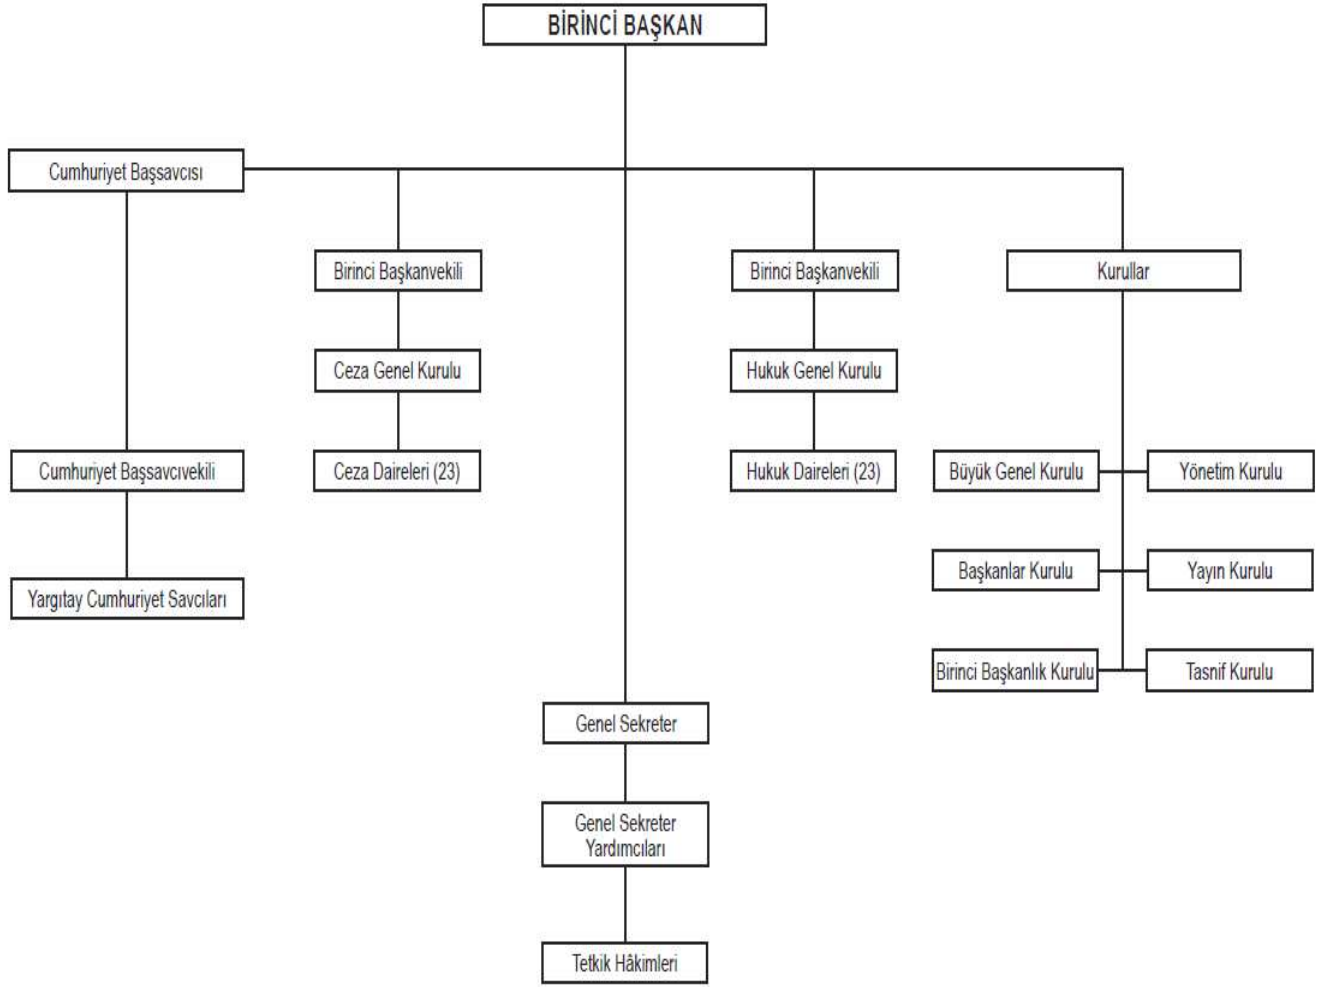 BİRİNCİ BAŞKAN
Cumhuriyet Başsavcısı
Birinci Başkanvekili
Birinci Başkanvekili
Kurullar
Ceza Genel Kurulu
Hukuk Genel Kurulu
Cumhuriyet Başsavcıvekili
Ceza Daireleri (23)
Hukuk Daireleri (23)
Büyük Genel Kurulu
Yönetim Kurulu
Başkanlar Kurulu
Yayın Kurulu
Yargıtay Cumhuriyet Savcıları
Birinci Başkanlık Kurulu
Tasnif Kurulu
Genel Sekreter
Genel Sekreter
Yardımcıları
Tetkik Hâkimleri